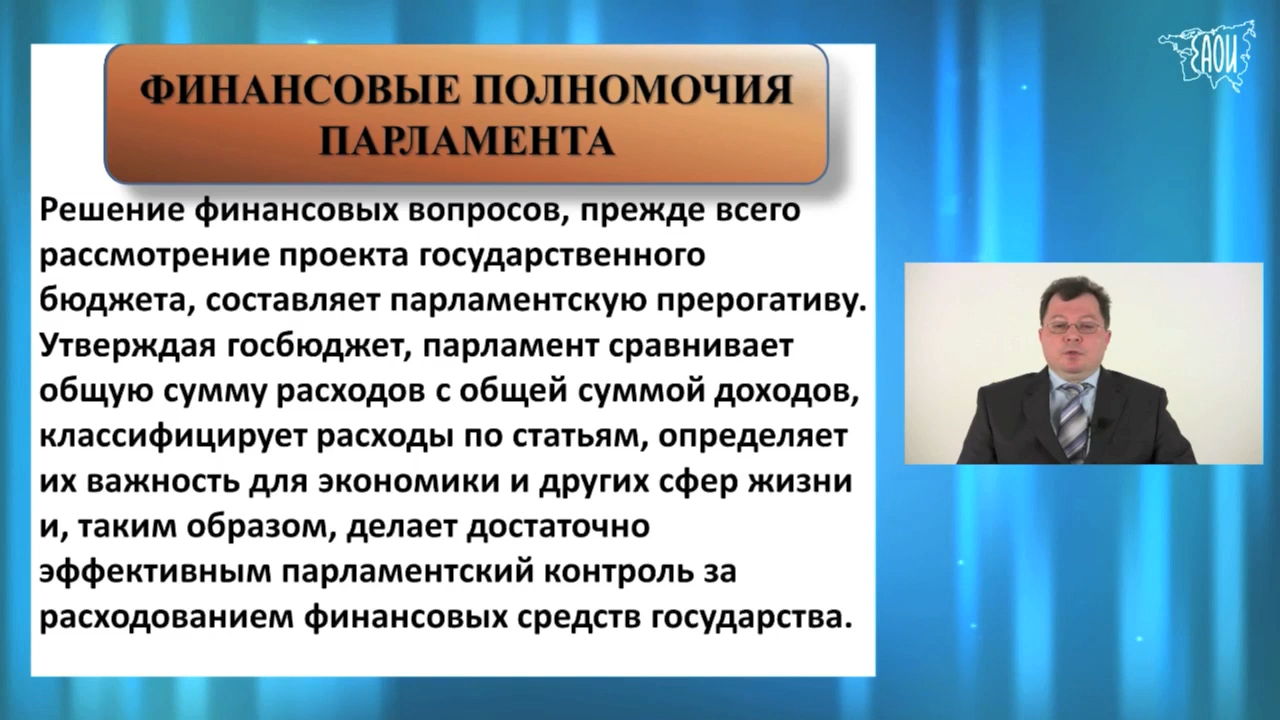 ФИНАНСОВЫЕ ПОЛНОМОЧИЯ
ПАРЛАМЕНТА
Решение финансовых вопросов, прежде всего
рассмотрение проекта государственного
бюджета, составляет парламентскую прерогативу.
Утверждая госбюджет, парламент сравнивает
общую сумму расходов с общей суммой доходов,
классифицирует расходы по статьям, определяет
их важность для экономики и других сфер жизни
и, таким образом, делает достаточно
эффективным парламентский контроль за
расходованием финансовых средств государства.
ЕАОИ